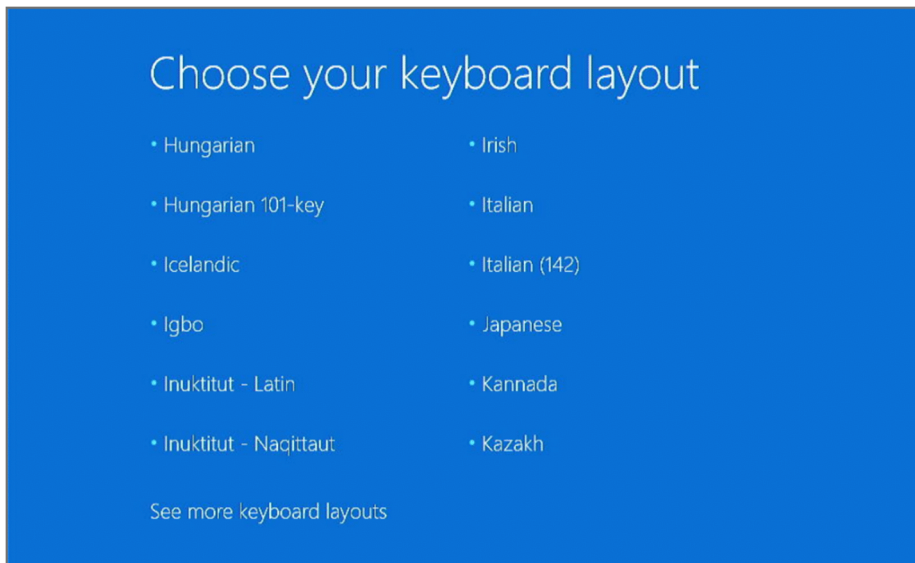 Choose your keyboard layout
• Hungarian
• Hungarian 101-key
• Icelandic
• Igbo
• Inuktitut - Latin
• Inuktitut - Naqittaut
• Irish
• Italian
• Italian (142)
• Japanese
• Kannada
• Kazakh
See more keyboard layouts